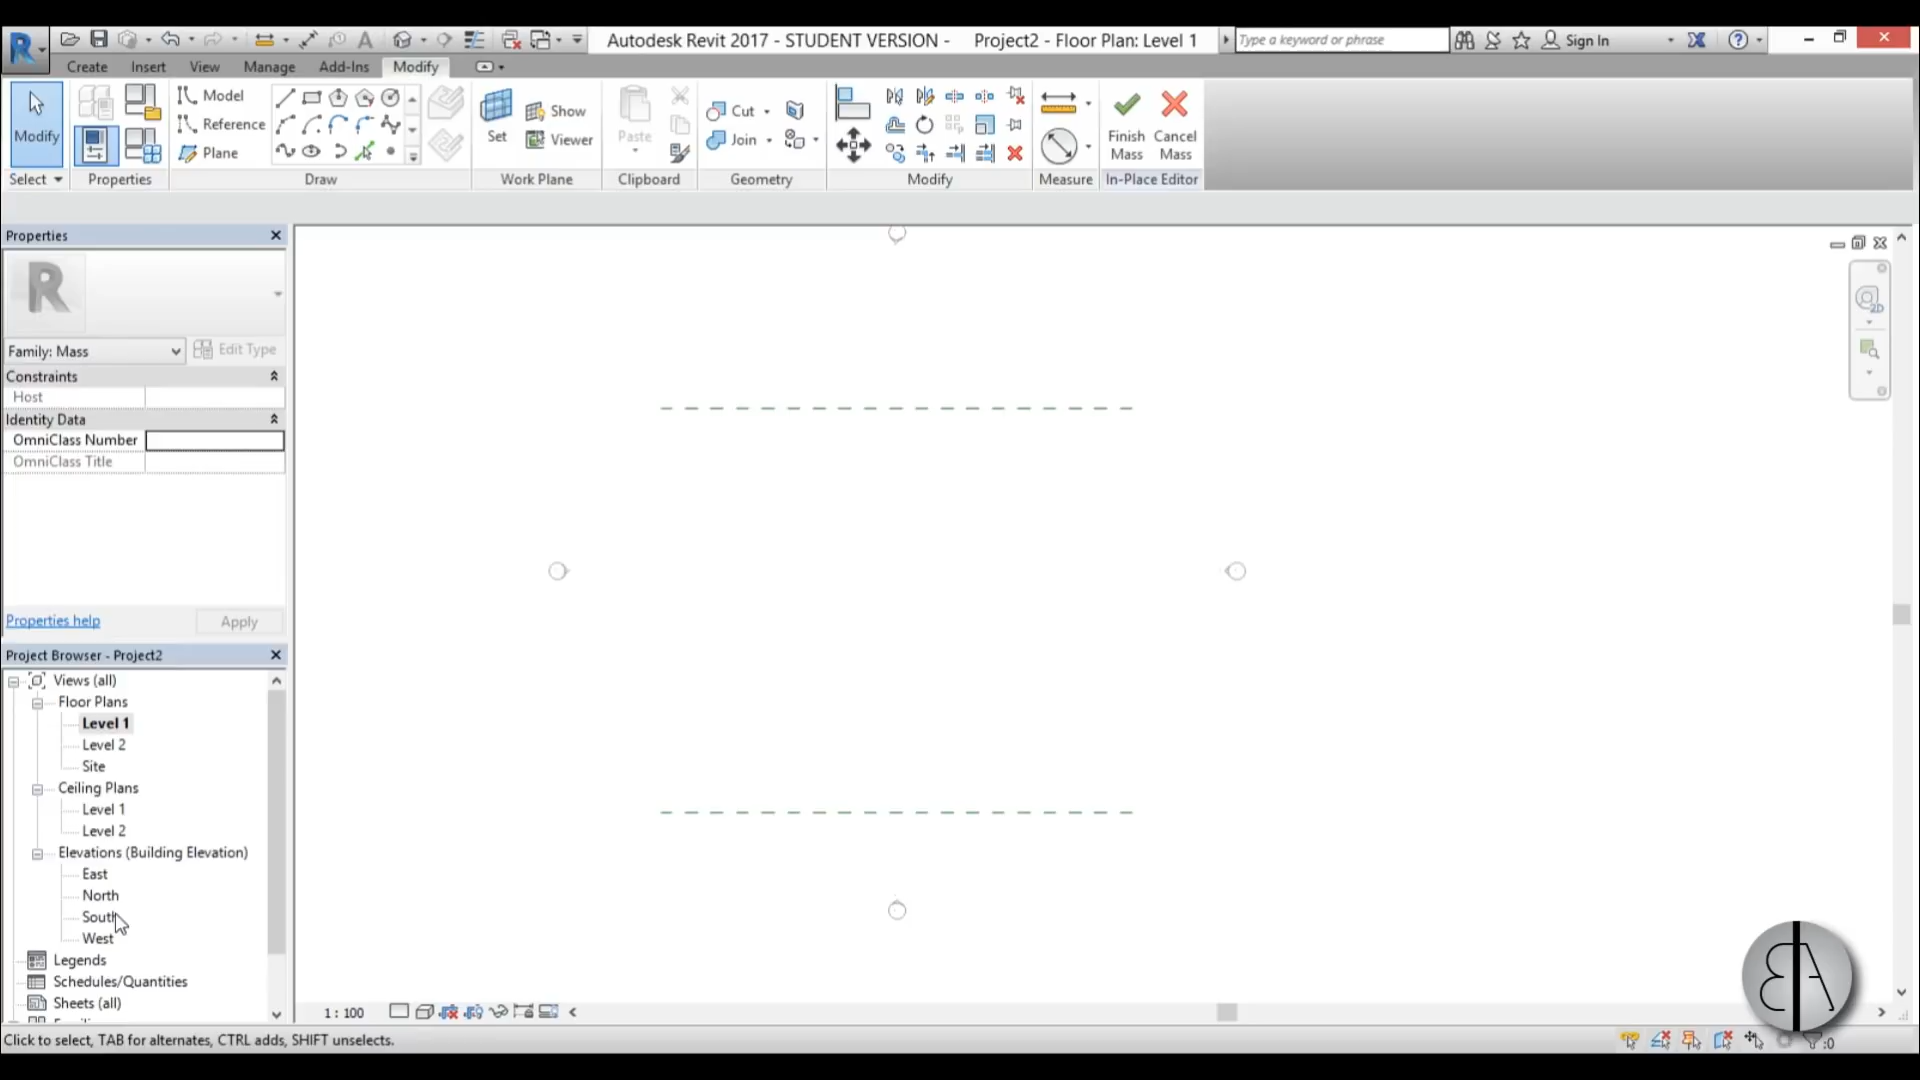 Autodesk Revit 2017 - STUDENT VERSION -    Project2 - Floor Plan: Level 1
Type a keyword or phrase
Sign In
Create Insert View Manage Add-Ins Modify
Modify
Select
Properties
Model
Reference
Plane
Draw
Set
Show
Viewer
Work Plane
Paste
Clipboard
Cut
Join
Geometry
Modify
Measure
Finish Mass
Cancel Mass
In-Place Editor
Properties
Family: Mass
Edit Type
Constraints
Host
Identity Data
OmniClass Number
OmniClass Title
Properties help
Apply
Project Browser - Project2
Views (all)
Floor Plans
Level 1
Level 2
Site
Ceiling Plans
Level 1
Level 2
Elevations (Building Elevation)
East
North
South
West
Legends
Schedules/Quantities
Sheets (all)
2D
1 : 100
Click to select, TAB for alternates, CTRL adds, SHIFT unselects.
:0